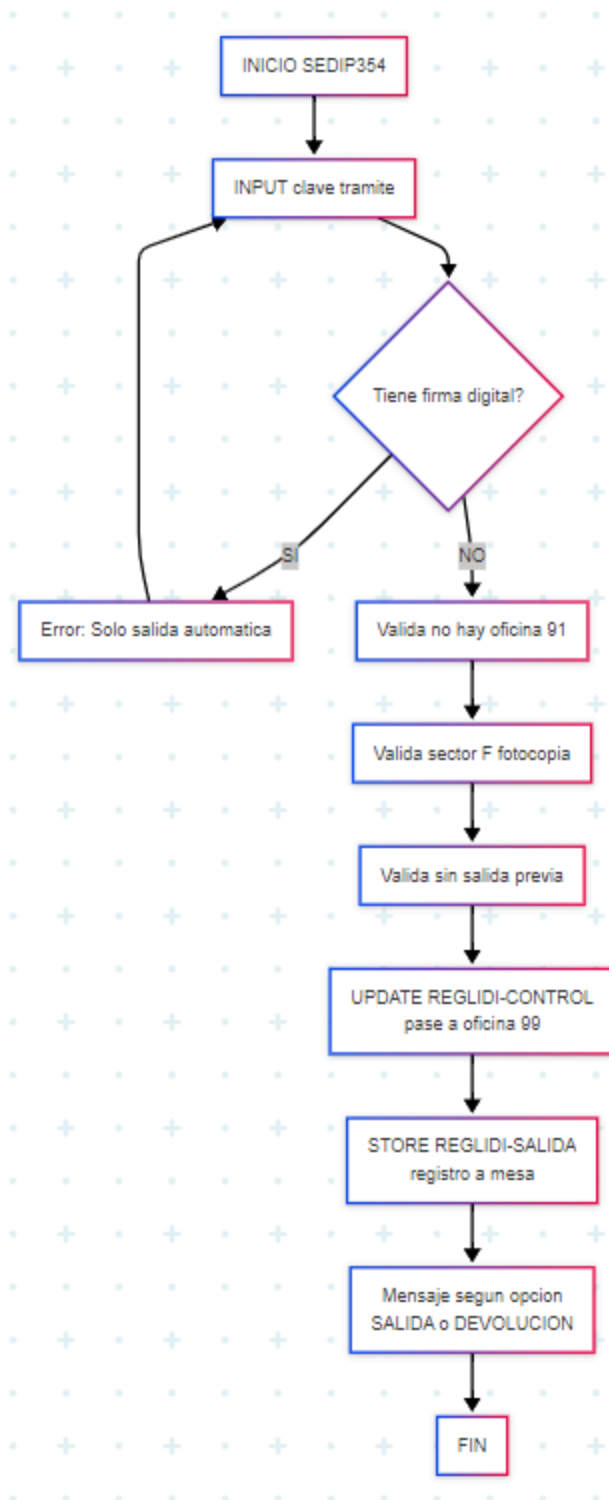 INICIO SEDIP354
INPUT clave tramite
Tiene firma digital?
SI
NO
Error: Solo salida automatica
Valida no hay oficina 91
Valida sector F fotocopia
Valida sin salida previa
UPDATE REGLIDI-CONTROL
pase a oficina 99
STORE REGLIDI-SALIDA
registro a mesa
Mensaje segun opcion
SALIDA o DEVOLUCION
FIN